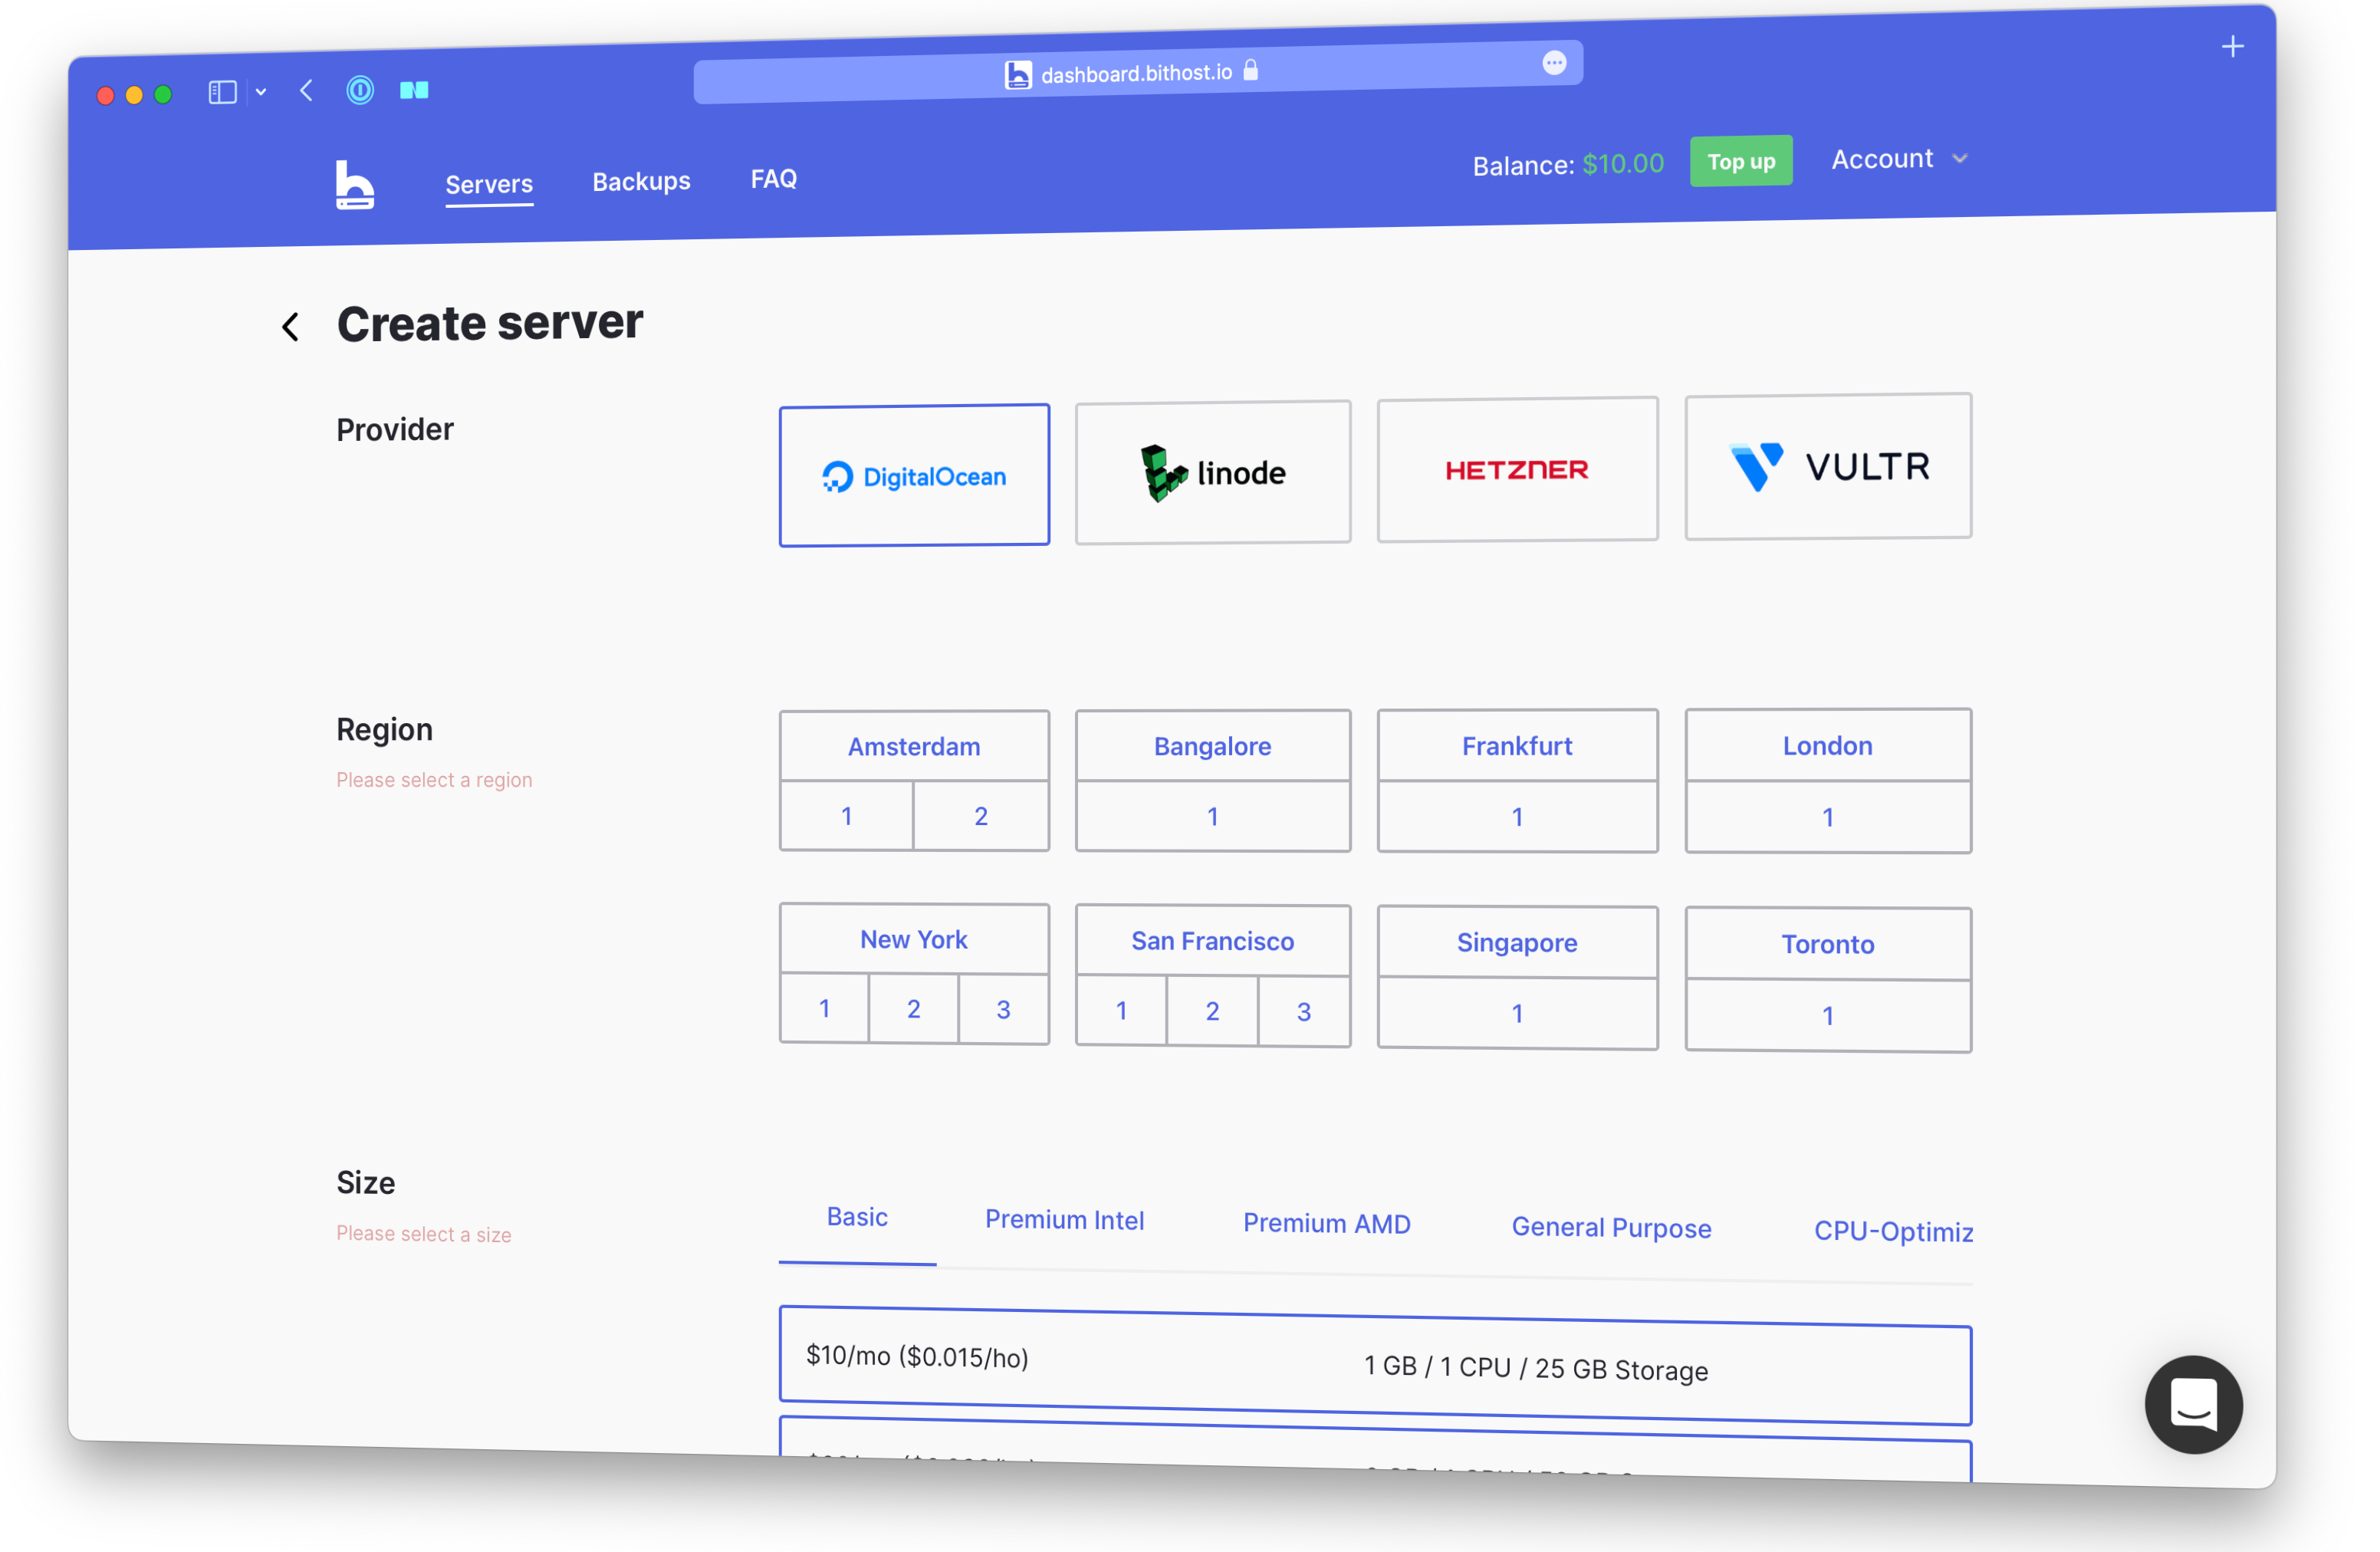 dashboard.bithost.io
Servers Backups FAQ Balance: $10.00 Top up Account
Create server
Provider
DigitalOcean linode HETZNER VULTR
Region
Please select a region
Amsterdam Bangalore Frankfurt London
1 2 1 1 1
New York San Francisco Singapore Toronto
1 2 3 1 2 3 1 1
Size
Please select a size
Basic Premium Intel Premium AMD General Purpose CPU-Optimiz
$10/mo ($0.015/ho) 1 GB / 1 CPU / 25 GB Storage